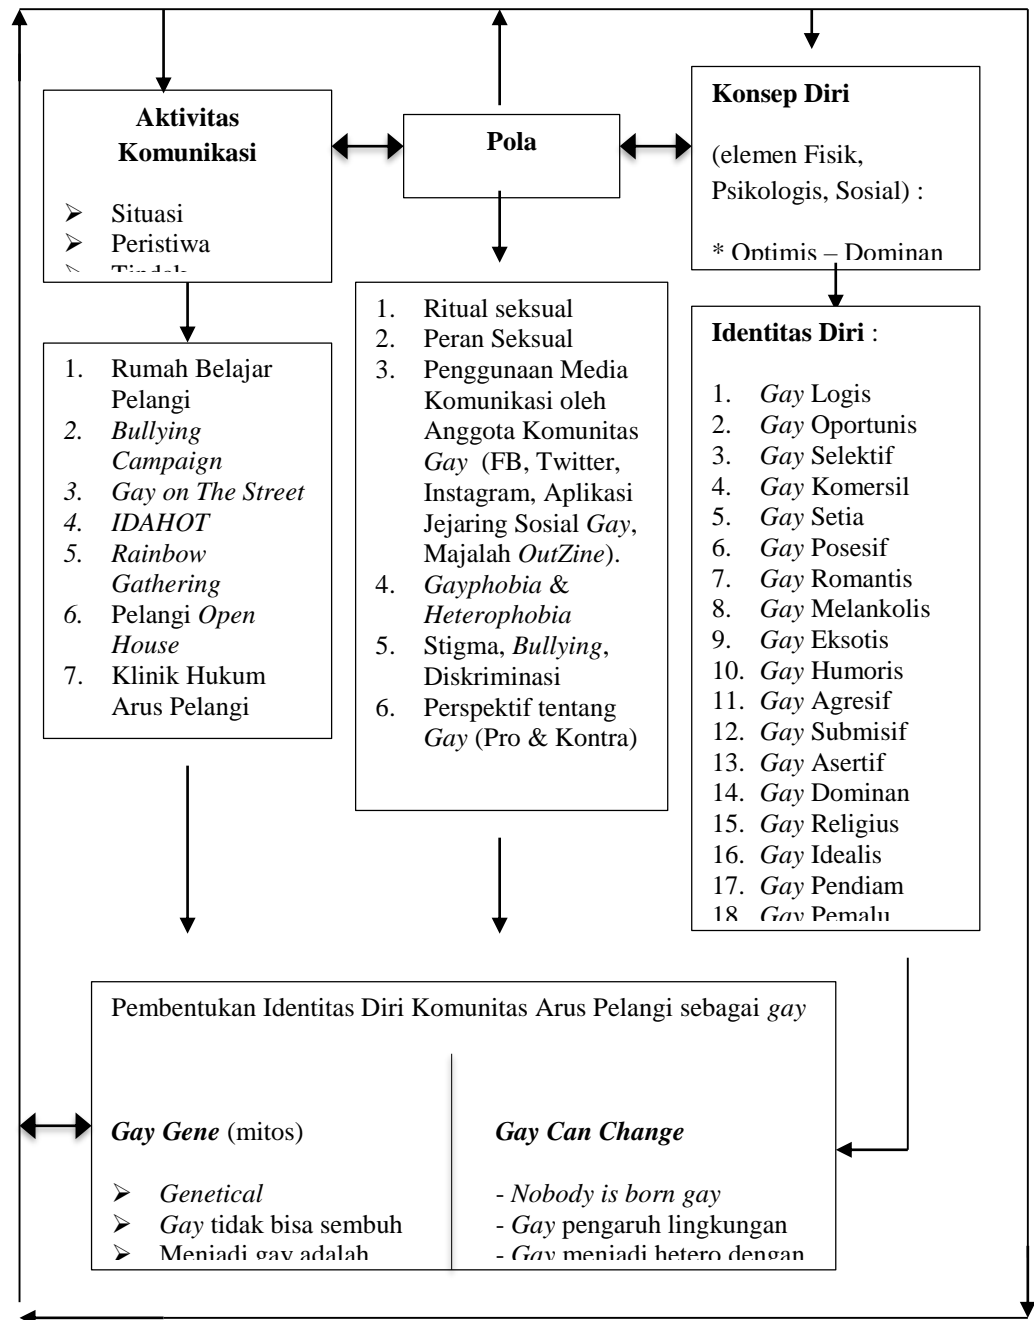 Aktivitas
Komunikasi
➢ Situasi
➢ Peristiwa
➢ Tindak
Pola
Konsep Diri
(elemen Fisik,
Psikologis, Sosial) :
* Optimis – Dominan
1. Rumah Belajar
Pelangi
2. Bullying
Campaign
3. Gay on The Street
4. IDAHOT
5. Rainbow
Gathering
6. Pelangi Open
House
7. Klinik Hukum
Arus Pelangi
1. Ritual seksual
2. Peran Seksual
3. Penggunaan Media
Komunikasi oleh
Anggota Komunitas
Gay (FB, Twitter,
Instagram, Aplikasi
Jejaring Sosial Gay,
Majalah OutZine).
4. Gayphobia &
Heterophobia
5. Stigma, Bullying,
Diskriminasi
6. Perspektif tentang
Gay (Pro & Kontra)
Identitas Diri :
1. Gay Logis
2. Gay Oportunis
3. Gay Selektif
4. Gay Komersil
5. Gay Setia
6. Gay Posesif
7. Gay Romantis
8. Gay Melankolis
9. Gay Eksotis
10. Gay Humoris
11. Gay Agresif
12. Gay Submisif
13. Gay Asertif
14. Gay Dominan
15. Gay Religius
16. Gay Idealis
17. Gay Pendiam
18. Gay Pemalu
Pembentukan Identitas Diri Komunitas Arus Pelangi sebagai gay
Gay Gene (mitos)
➢ Genetical
➢ Gay tidak bisa sembuh
➢ Menjadi gay adalah
Gay Can Change
- Nobody is born gay
- Gay pengaruh lingkungan
- Gay menjadi hetero dengan